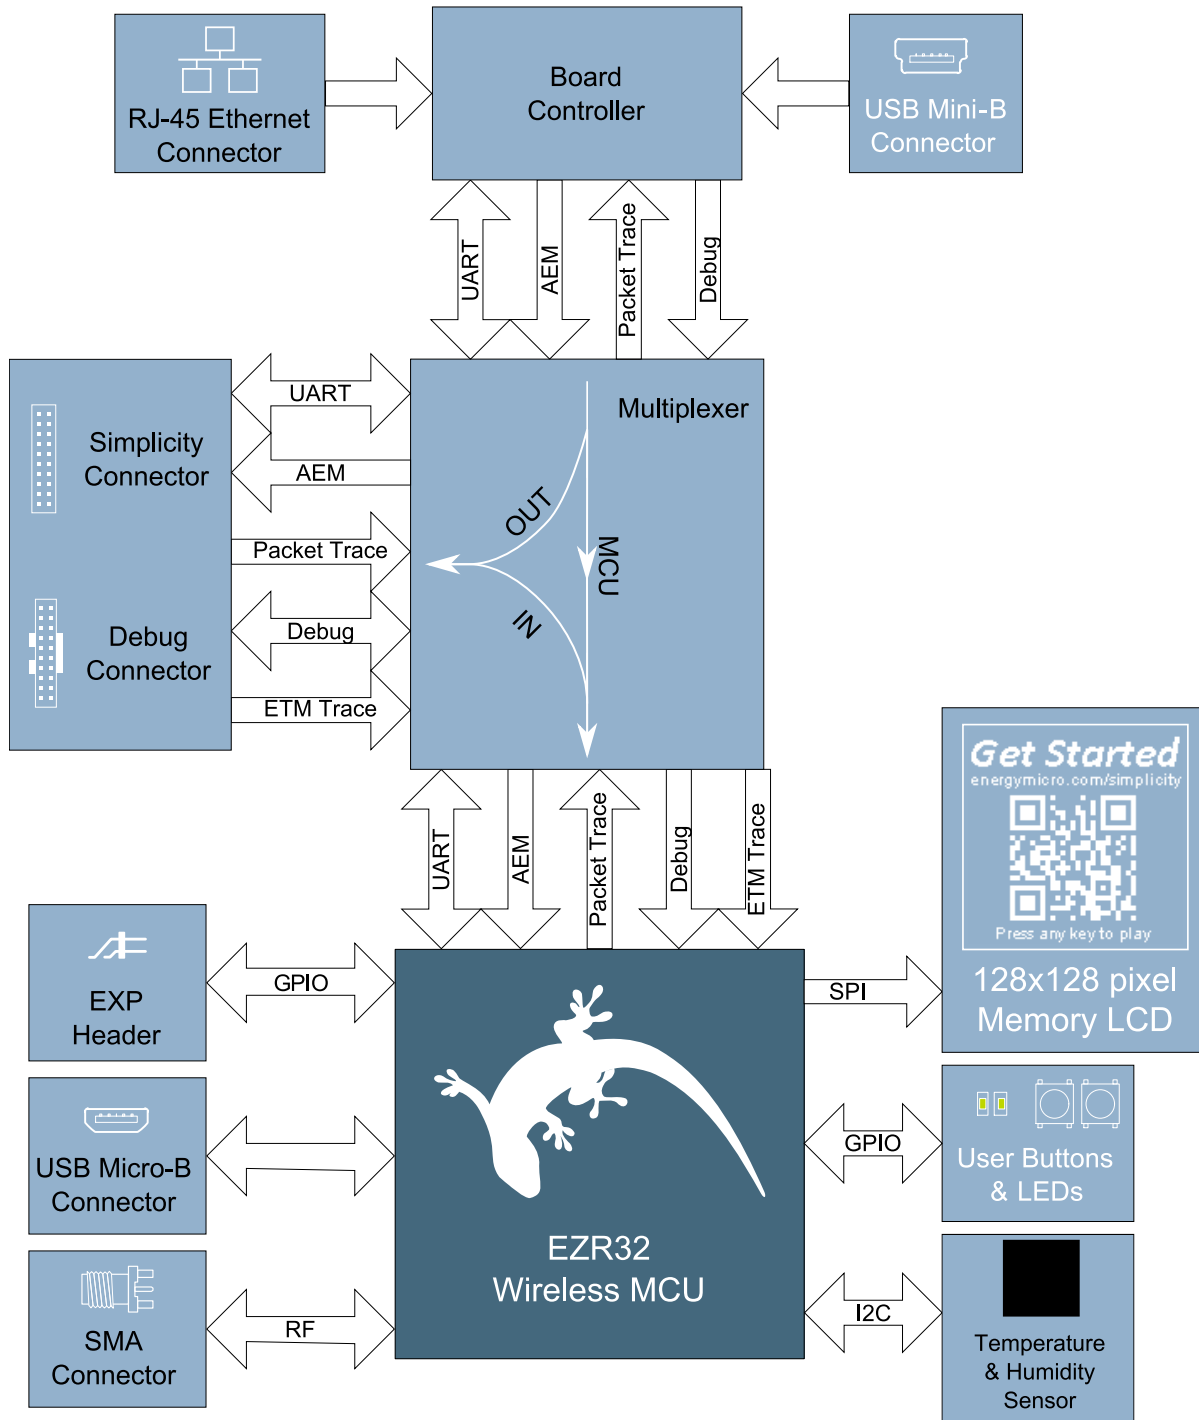 RJ-45 Ethernet
Connector
Board
Controller
USB Mini-B
Connector
UART
AEM
Packet Trace
Debug
Simplicity
Connector
Debug
Connector
UART
AEM
Packet Trace
Debug
ETM Trace
Multiplexer
OUT
MCU
IN
UART
AEM
Packet Trace
Debug
ETM Trace
Get Started
energymicro.com/simplicity
Press any key to play
128x128 pixel
Memory LCD
EXP
Header
GPIO
SPI
USB Micro-B
Connector
GPIO
User Buttons
& LEDs
EZR32
Wireless MCU
SMA
Connector
RF
I2C
Temperature
& Humidity
Sensor